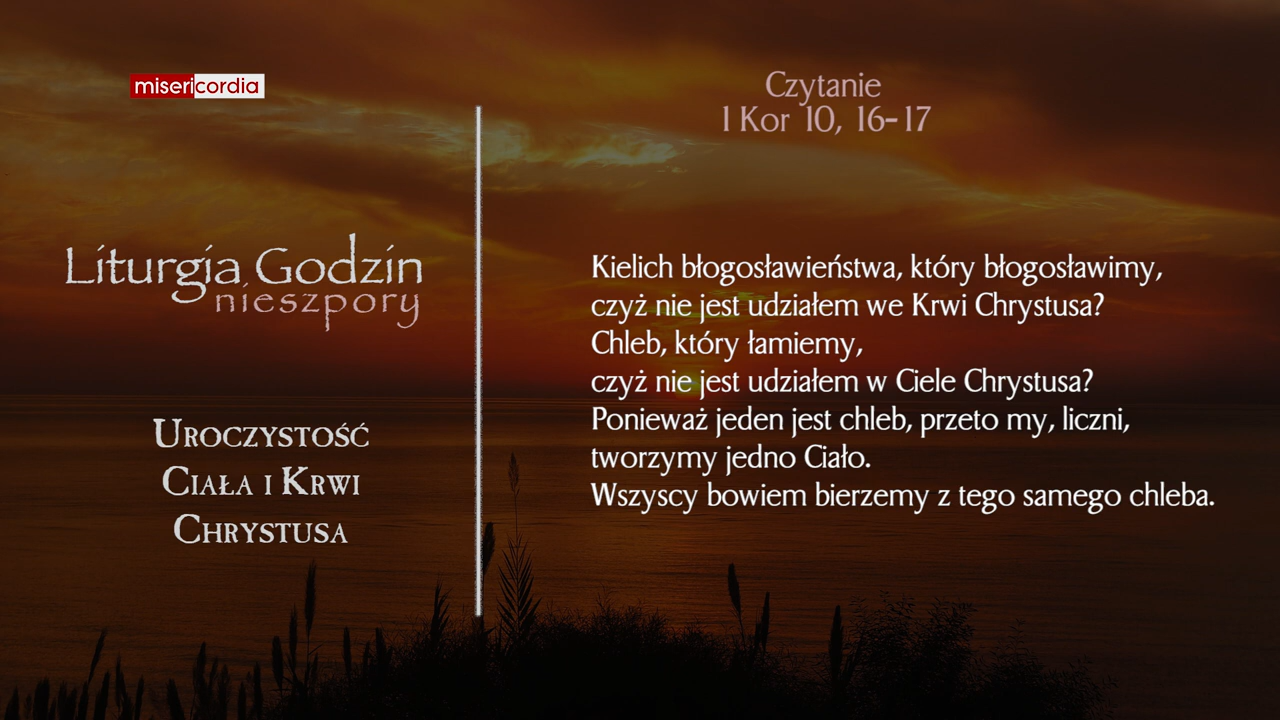 misericordia
Liturgia Godzin
nieszpory
Uroczystość
Ciała i Krwi
Chrystusa
Czytanie
1 Kor 10, 16-17
Kielich błogosławieństwa, który błogosławimy,
czyż nie jest udziałem we Krwi Chrystusa?
Chleb, który łamiemy,
czyż nie jest udziałem w Ciele Chrystusa?
Ponieważ jeden jest chleb, przeto my, liczni,
tworzymy jedno Ciało.
Wszyscy bowiem bierzemy z tego samego chleba.